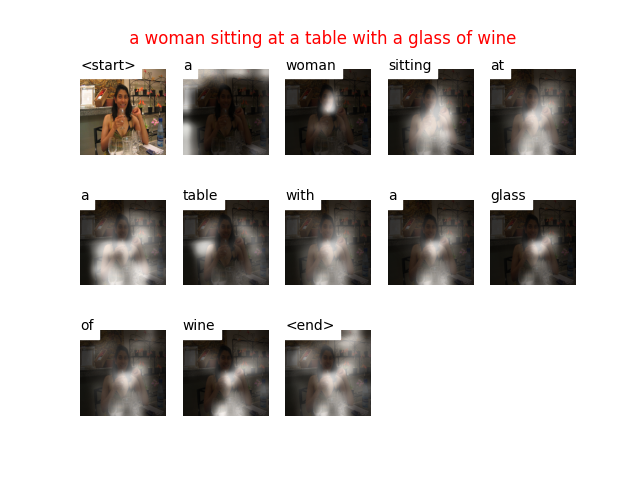 a woman sitting at a table with a glass of wine
<start> a woman sitting at
a table with a glass
of wine <end>